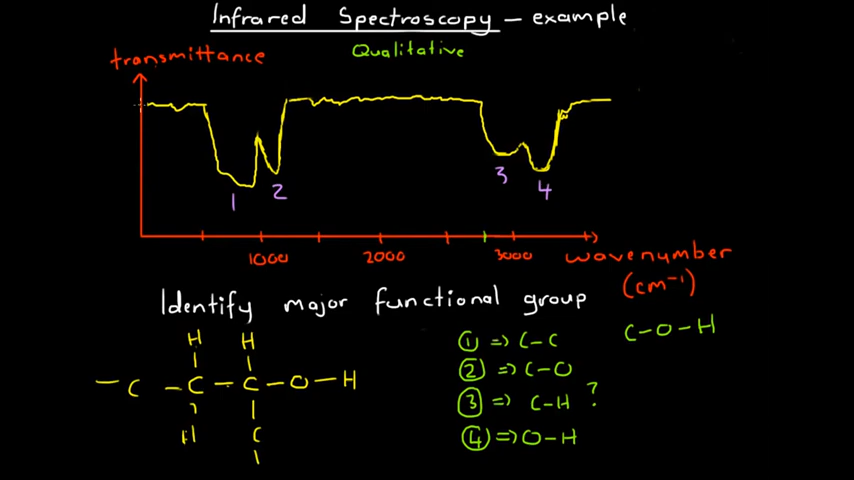 Infrared Spectroscopy – example
Qualitative
transmittance
1 2 3 4
1000 2000 3000 wavenumber
(cm⁻¹)
Identify major functional group
C-O-H
① => C-C
② => C-O
③ => C-H ?
④ => O-H
H H
– C – C – C – O – H
H C